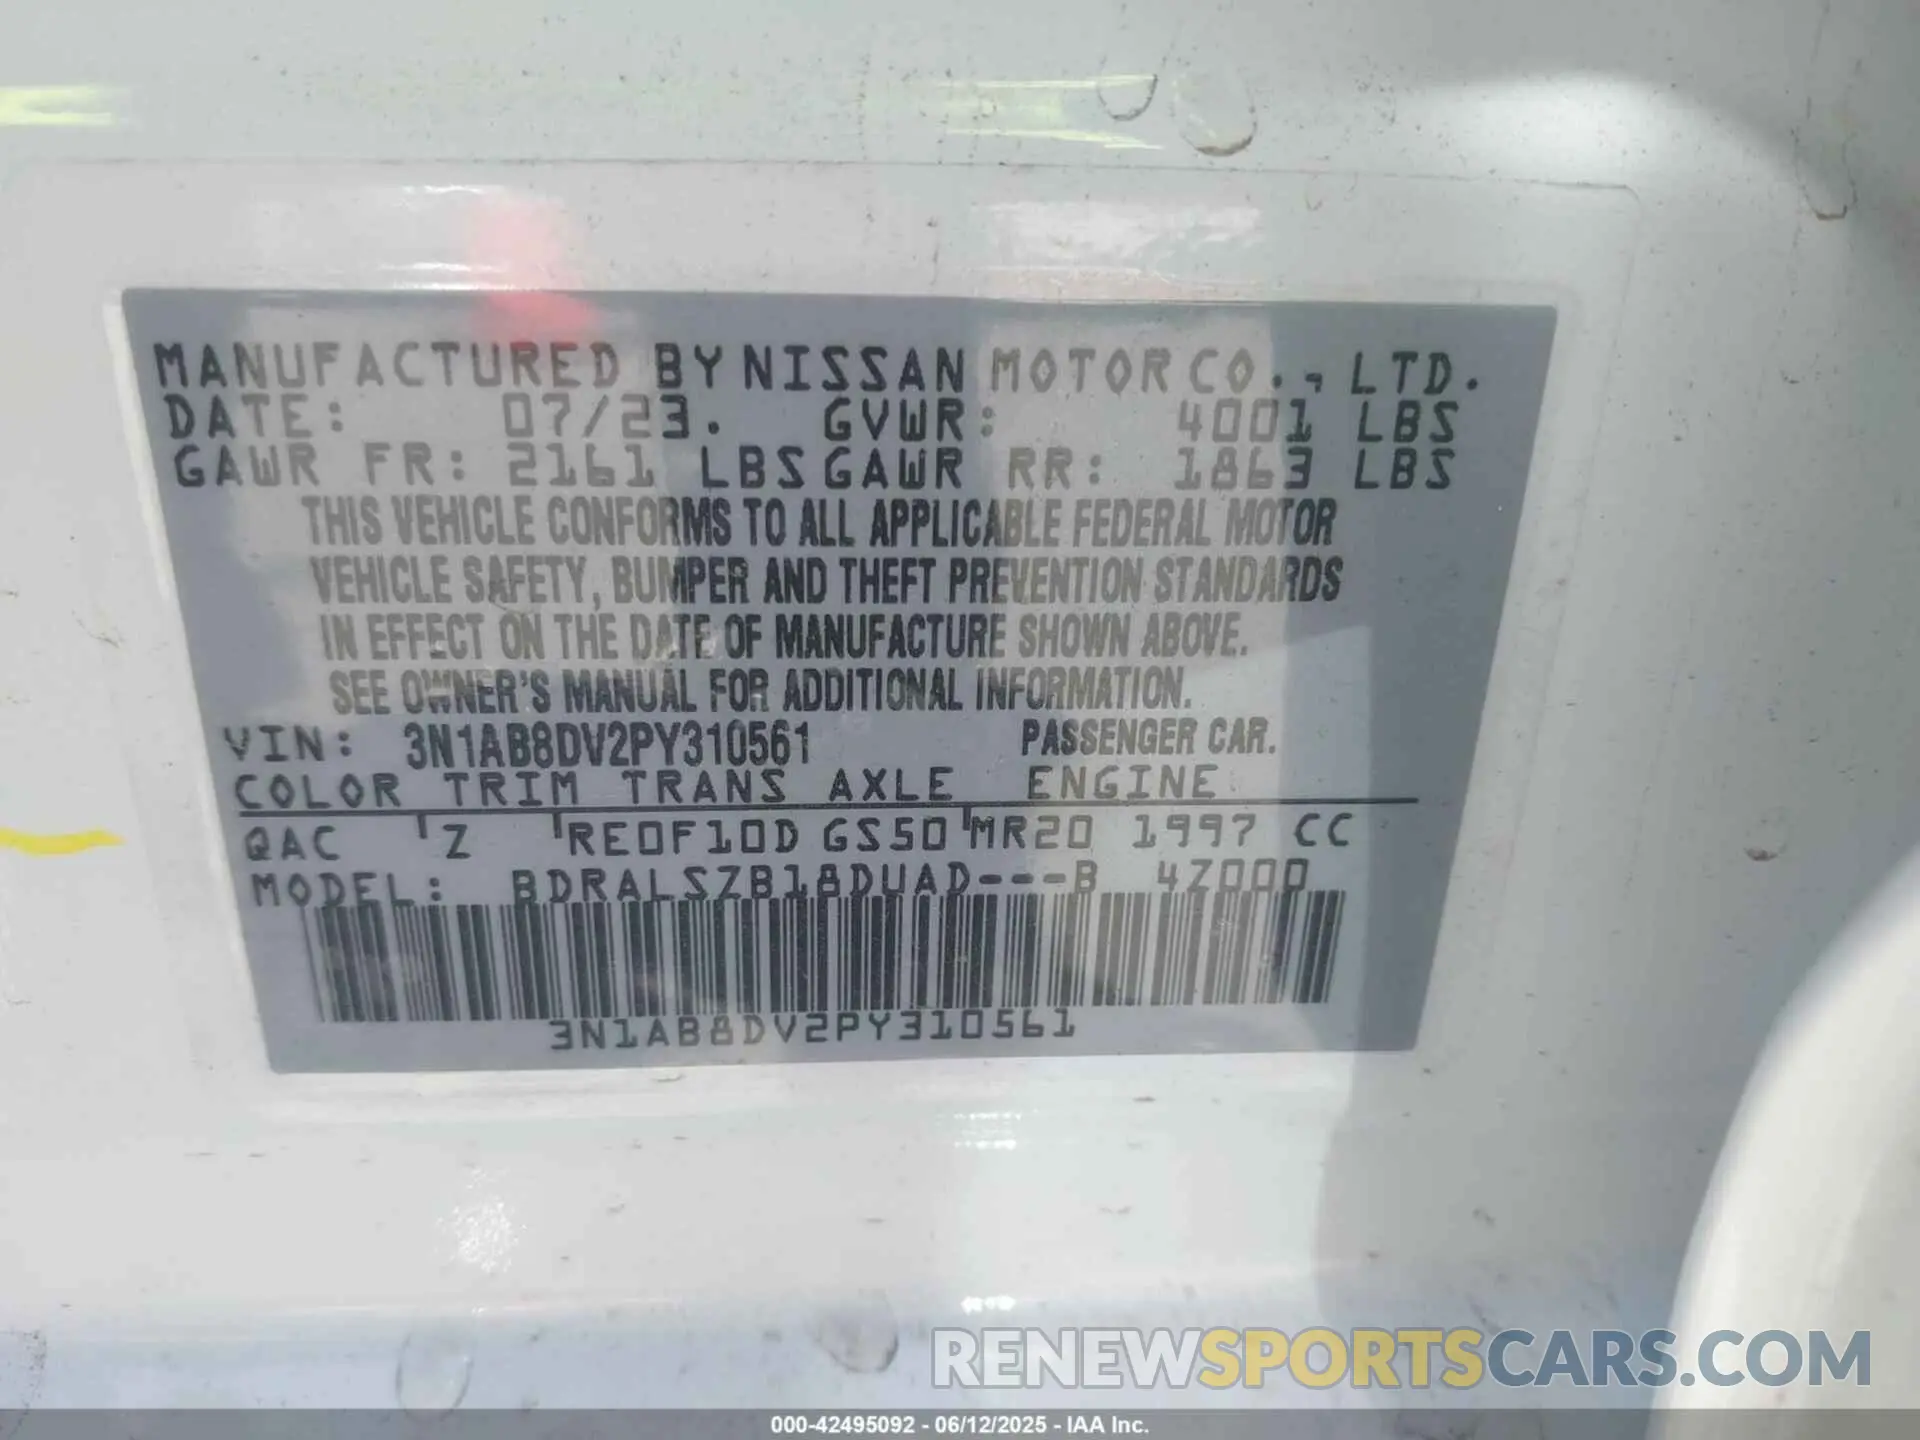 MANUFACTURED BY NISSAN MOTOR CO., LTD.
DATE: 07/23. GVWR: 4001 LBS
GAWR FR: 2161 LBS GAWR RR: 1863 LBS
THIS VEHICLE CONFORMS TO ALL APPLICABLE FEDERAL MOTOR
VEHICLE SAFETY, BUMPER AND THEFT PREVENTION STANDARDS
IN EFFECT ON THE DATE OF MANUFACTURE SHOWN ABOVE.
SEE OWNER'S MANUAL FOR ADDITIONAL INFORMATION.
VIN: 3N1AB8DV2PY310561 PASSENGER CAR.
COLOR TRIM TRANS AXLE ENGINE
QAC Z RE0F10D GS50 MR20 1997 CC
MODEL: BDRALSZB18DUAD---B 4Z000
3N1AB8DV2PY310561
RENEWSPORTSCARS.COM
000-42495092 - 06/12/2025 - IAA Inc.